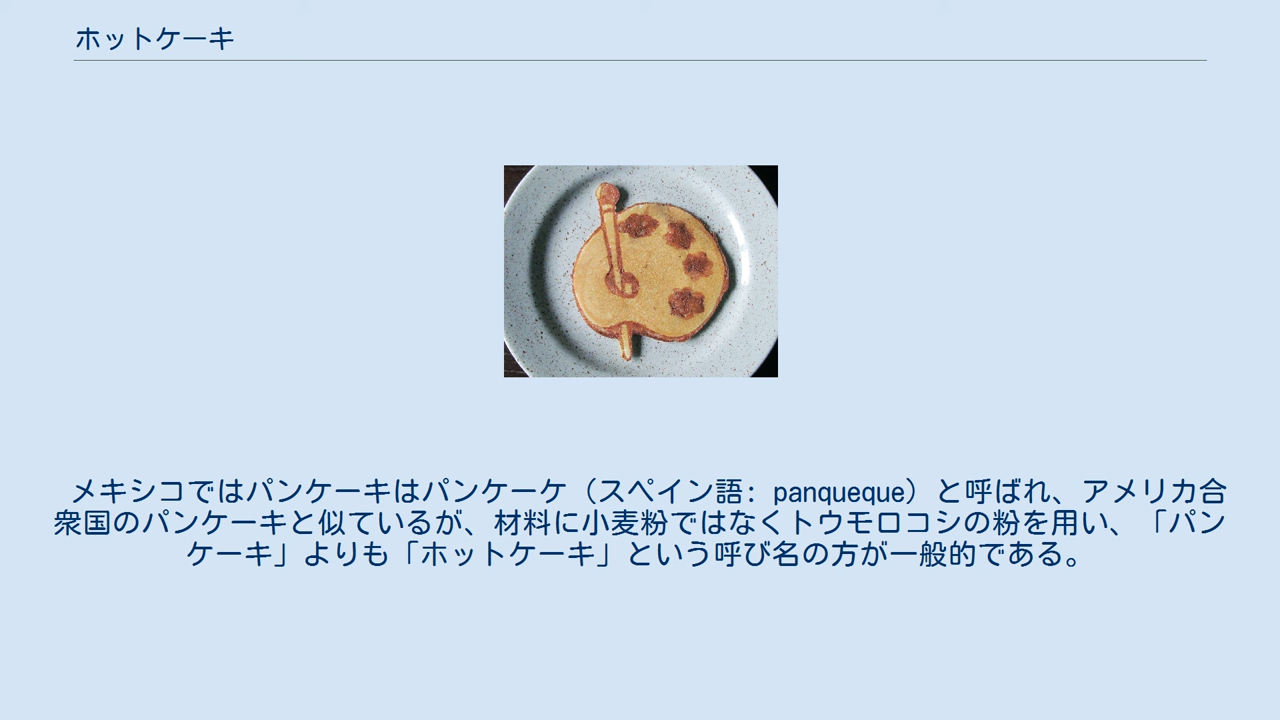 ホットケーキ
メキシコではパンケーキはパンケーケ（スペイン語: panqueque）と呼ばれ、アメリカ合
衆国のパンケーキと似ているが、材料に小麦粉ではなくトウモロコシの粉を用い、「パン
ケーキ」よりも「ホットケーキ」という呼び名の方が一般的である。